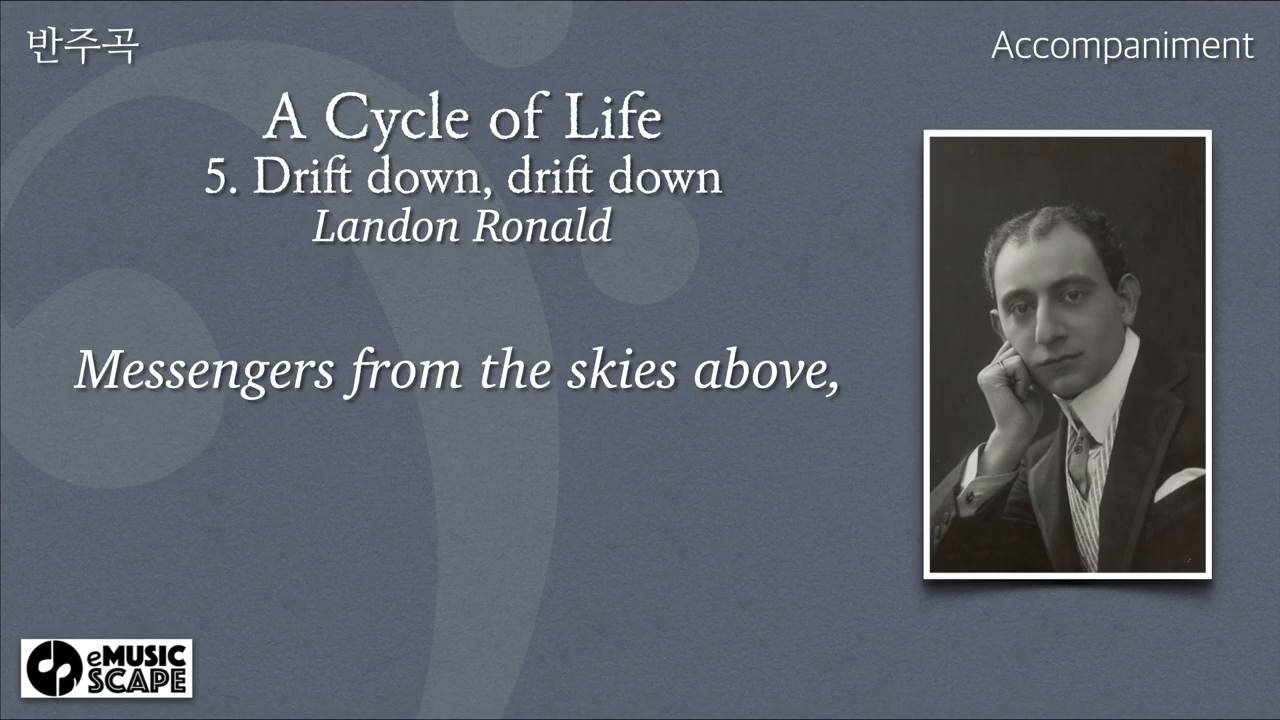 반주곡
Accompaniment
A Cycle of Life
5. Drift down, drift down
Landon Ronald
Messengers from the skies above,
eMUSIC
SCAPE